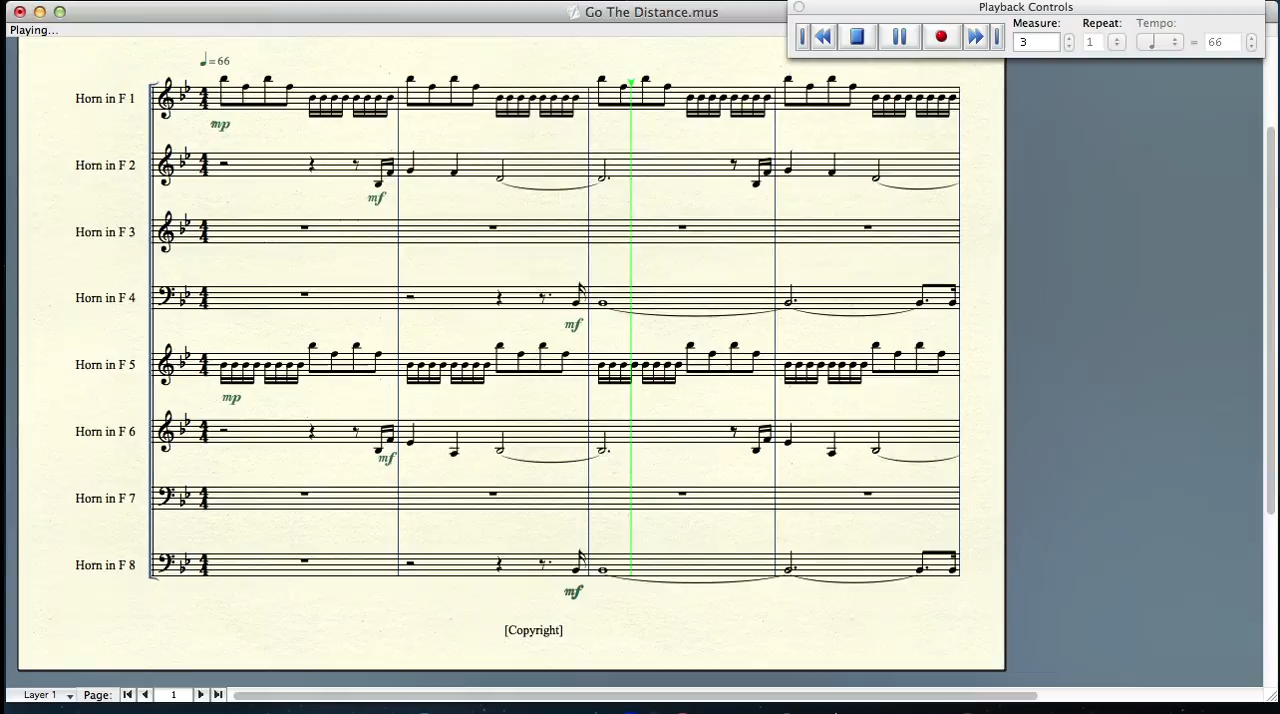 Go The Distance.mus
Playback Controls
Playing...
Measure: Repeat: Tempo:
3 1 = 66
= 66
Horn in F 1
mp
Horn in F 2
mf
Horn in F 3
Horn in F 4
mf
Horn in F 5
mp
Horn in F 6
mf
Horn in F 7
Horn in F 8
mf
[Copyright]
Layer 1 Page: 1